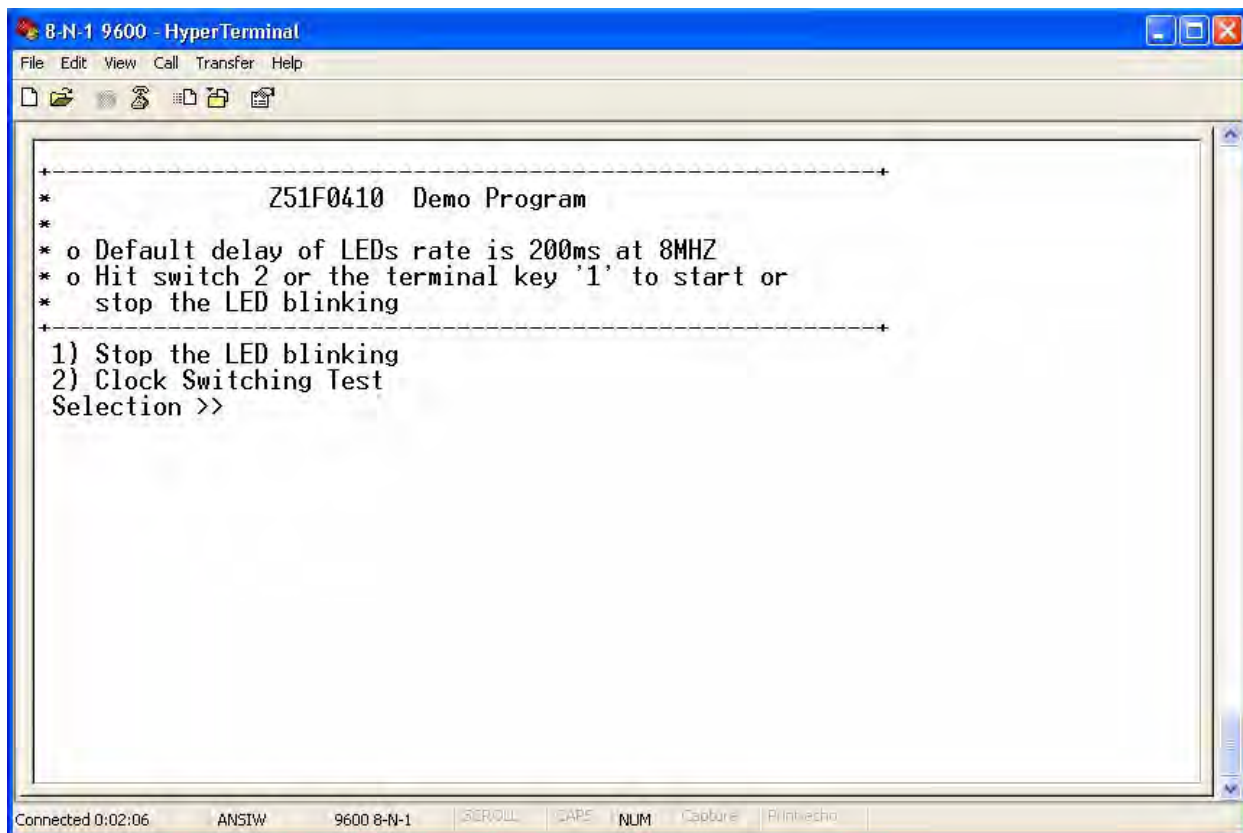 8-N-1 9600 - HyperTerminal
File Edit View Call Transfer Help
+----------------------------------------------------------+
* Z51F0410 Demo Program
*
* o Default delay of LEDs rate is 200ms at 8MHZ
* o Hit switch 2 or the terminal key '1' to start or
* stop the LED blinking
+----------------------------------------------------------+
1) Stop the LED blinking
2) Clock Switching Test
Selection >>
Connected 0:02:06 ANSIW 9600 8-N-1 SCROLL CAPS NUM Capture Print echo